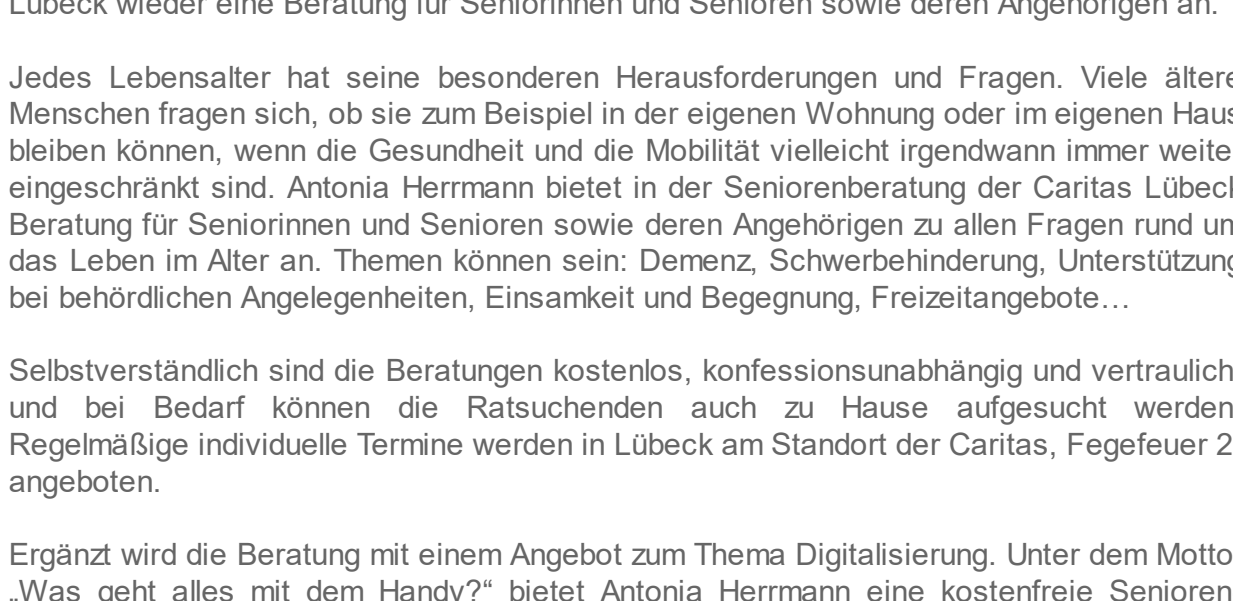 Lübeck wieder eine Beratung für Seniorinnen und Senioren sowie deren Angehörigen an.
Jedes Lebensalter hat seine besonderen Herausforderungen und Fragen. Viele ältere
Menschen fragen sich, ob sie zum Beispiel in der eigenen Wohnung oder im eigenen Haus
bleiben können, wenn die Gesundheit und die Mobilität vielleicht irgendwann immer weiter
eingeschränkt sind. Antonia Herrmann bietet in der Seniorenberatung der Caritas Lübeck
Beratung für Seniorinnen und Senioren sowie deren Angehörigen zu allen Fragen rund um
das Leben im Alter an. Themen können sein: Demenz, Schwerbehinderung, Unterstützung
bei behördlichen Angelegenheiten, Einsamkeit und Begegnung, Freizeitangebote…
Selbstverständlich sind die Beratungen kostenlos, konfessionsunabhängig und vertraulich
und bei Bedarf können die Ratsuchenden auch zu Hause aufgesucht werden
Regelmäßige individuelle Termine werden in Lübeck am Standort der Caritas, Fegefeuer 2
angeboten.
Ergänzt wird die Beratung mit einem Angebot zum Thema Digitalisierung. Unter dem Motto
„Was geht alles mit dem Handy?“ bietet Antonia Herrmann eine kostenfreie Senioren